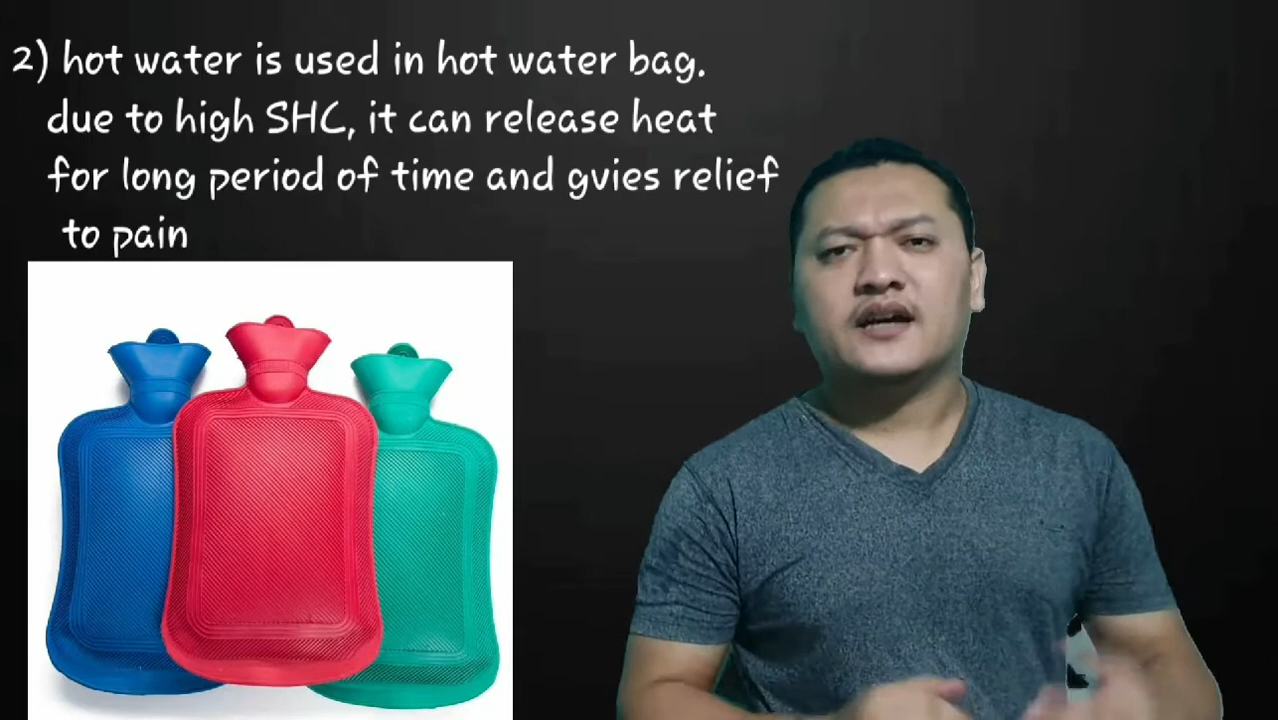 2) hot water is used in hot water bag.
due to high SHC, it can release heat
for long period of time and gvies relief
to pain